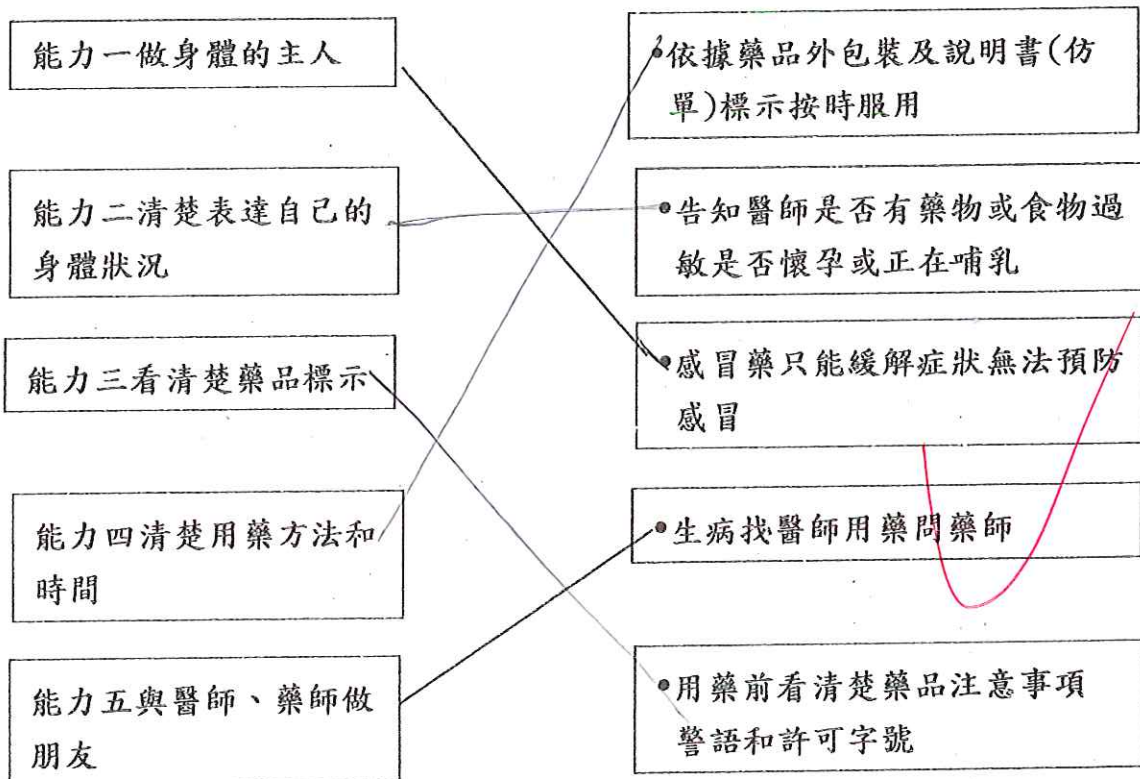 能力一做身體的主人
能力二清楚表達自己的
身體狀況
能力三看清楚藥品標示
能力四清楚用藥方法和
時間
能力五與醫師、藥師做
朋友
•依據藥品外包裝及說明書(仿
單)標示按時服用
•告知醫師是否有藥物或食物過
敏是否懷孕或正在哺乳
•感冒藥只能緩解症狀無法預防
感冒
•生病找醫師用藥問藥師
•用藥前看清楚藥品注意事項
警語和許可字號